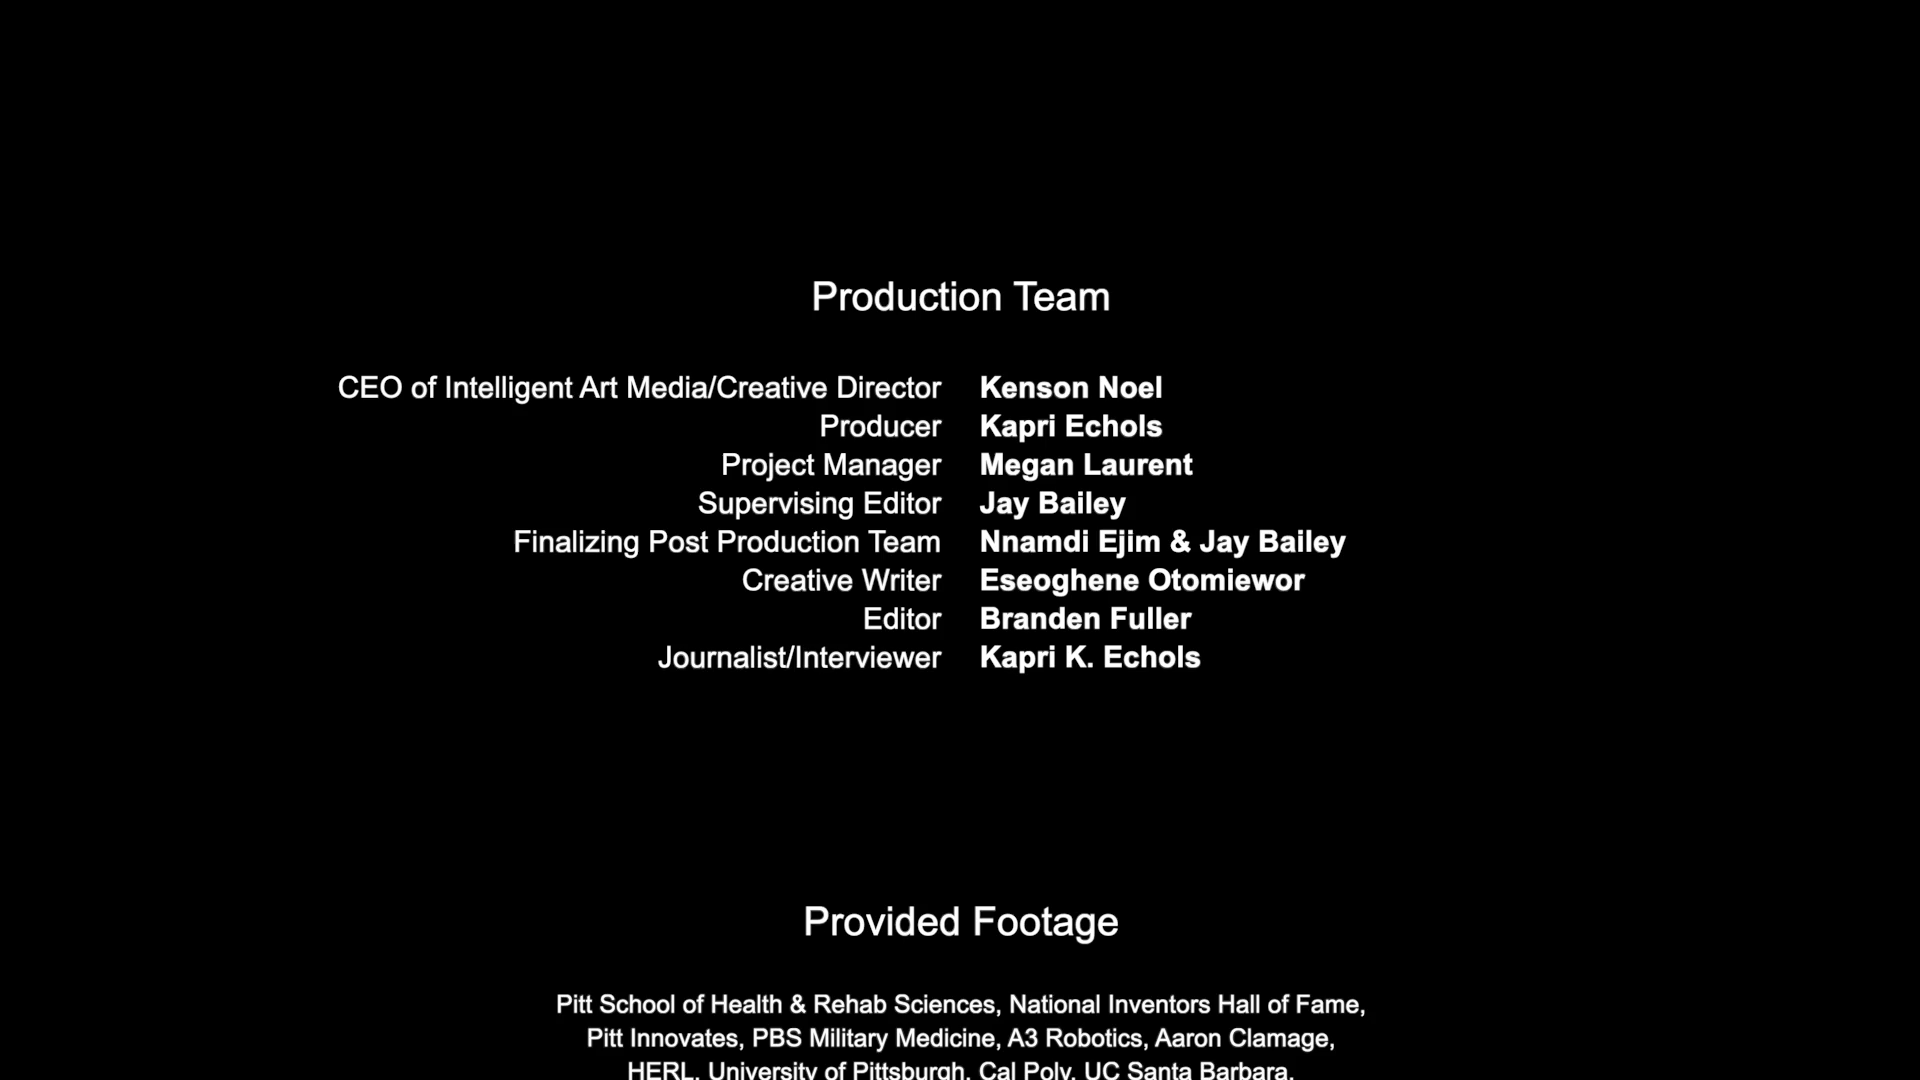 Production Team
CEO of Intelligent Art Media/Creative Director Kenson Noel
Producer Kapri Echols
Project Manager Megan Laurent
Supervising Editor Jay Bailey
Finalizing Post Production Team Nnamdi Ejim & Jay Bailey
Creative Writer Eseoghene Otomiewor
Editor Branden Fuller
Journalist/Interviewer Kapri K. Echols
Provided Footage
Pitt School of Health & Rehab Sciences, National Inventors Hall of Fame,
Pitt Innovates, PBS Military Medicine, A3 Robotics, Aaron Clamage,
HERL, University of Pittsburgh, Cal Poly, UC Santa Barbara,